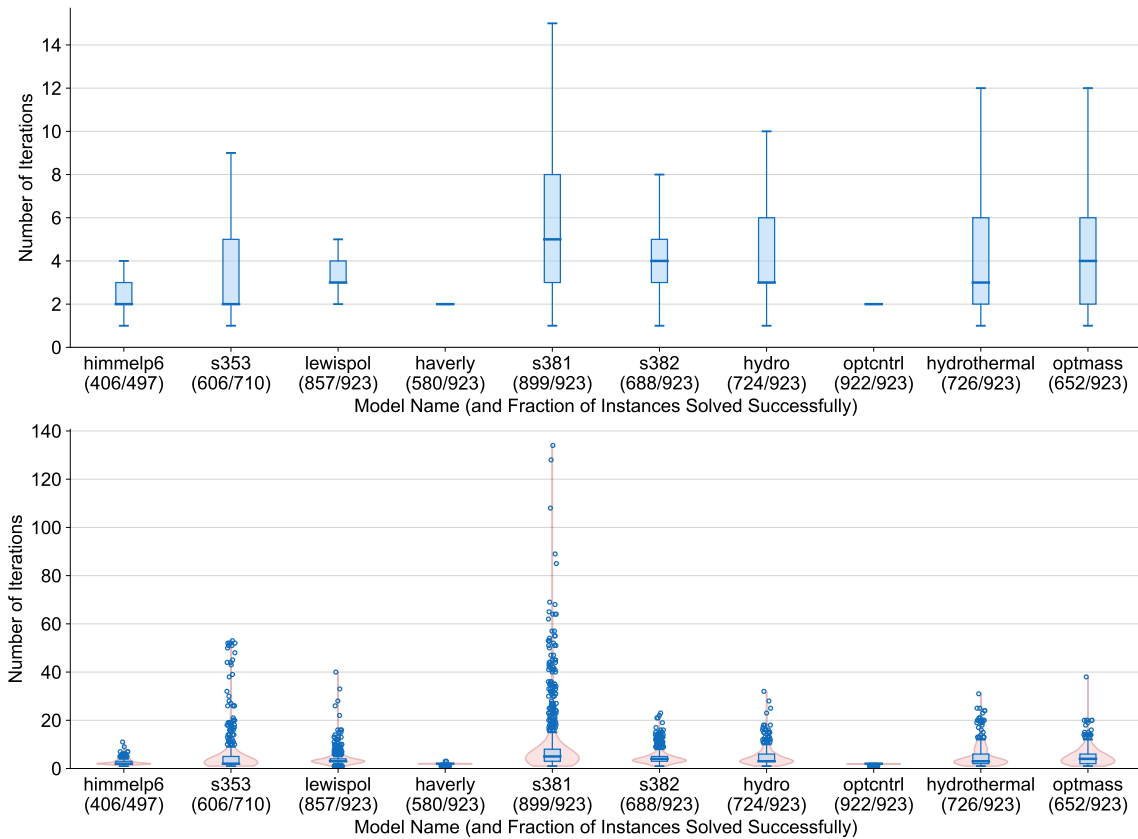 14
12
10
8
6
4
2
0
Number of Iterations
himmelp6 s353 lewispol haverly s381 s382 hydro optcntrl hydrothermal optmass
(406/497) (606/710) (857/923) (580/923) (899/923) (688/923) (724/923) (922/923) (726/923) (652/923)
Model Name (and Fraction of Instances Solved Successfully)
140
120
100
80
60
40
20
0
Number of Iterations
himmelp6 s353 lewispol haverly s381 s382 hydro optcntrl hydrothermal optmass
(406/497) (606/710) (857/923) (580/923) (899/923) (688/923) (724/923) (922/923) (726/923) (652/923)
Model Name (and Fraction of Instances Solved Successfully)